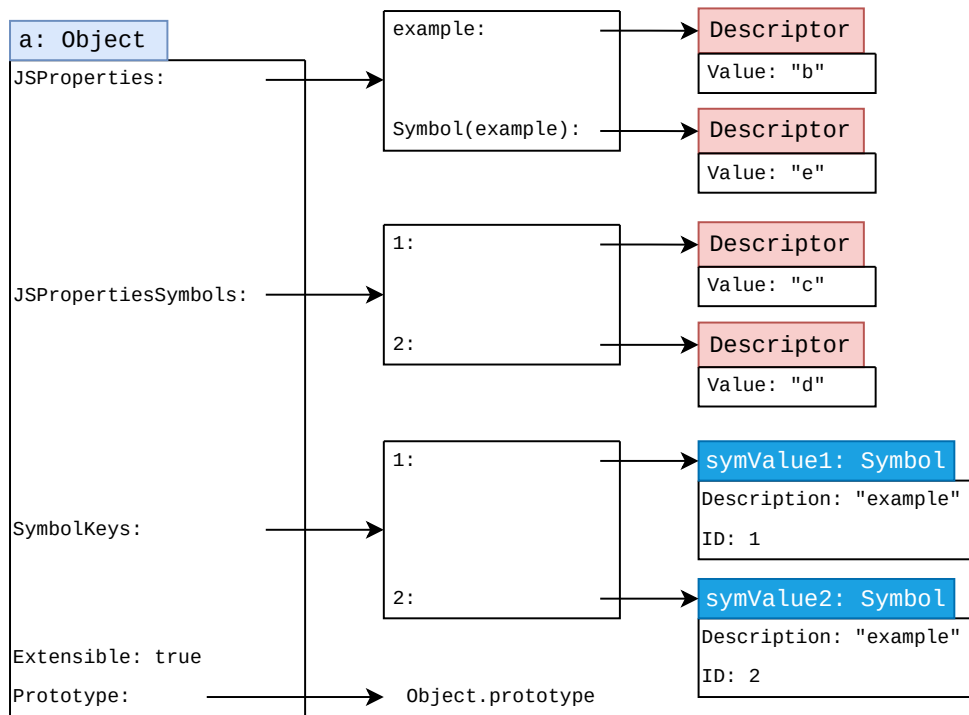 a: Object
JSProperties:
example:
Descriptor
Value: "b"
Symbol(example):
Descriptor
Value: "e"
JSPropertiesSymbols:
1:
Descriptor
Value: "c"
2:
Descriptor
Value: "d"
SymbolKeys:
1:
symValue1: Symbol
Description: "example"
ID: 1
2:
symValue2: Symbol
Description: "example"
ID: 2
Extensible: true
Prototype:
Object.prototype